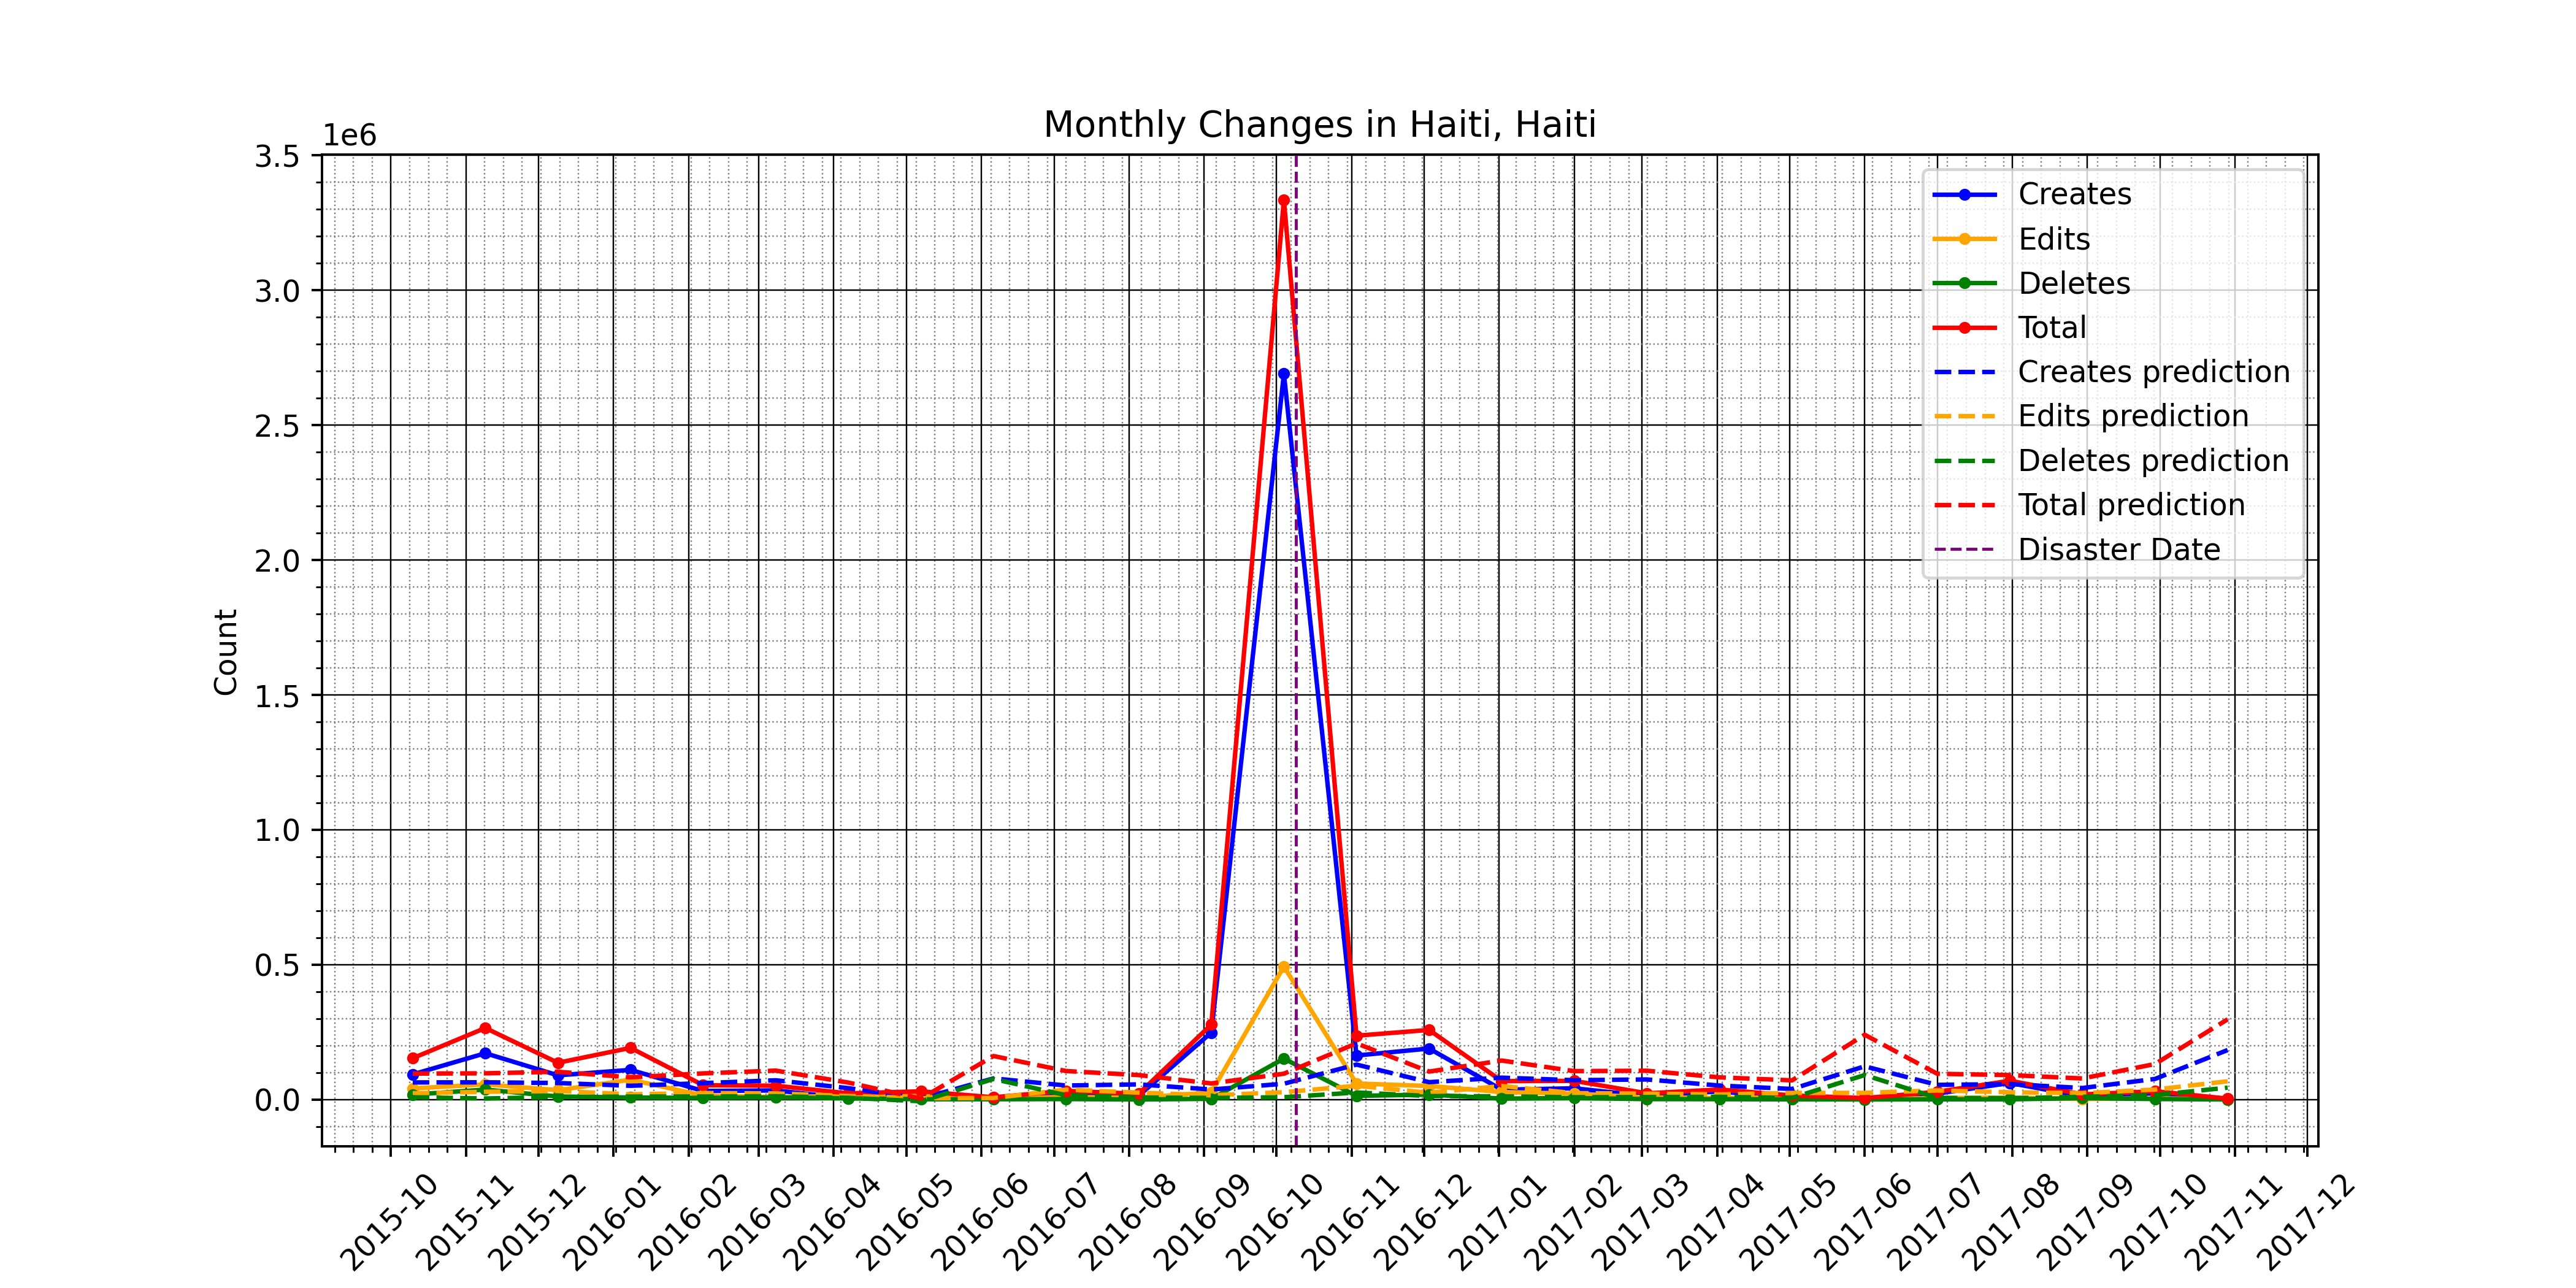 Monthly Changes in Haiti, Haiti
1e6
3.5
3.0
2.5
2.0
1.5
1.0
0.5
0.0
Count
Creates
Edits
Deletes
Total
Creates prediction
Edits prediction
Deletes prediction
Total prediction
Disaster Date
2015-10
2015-11
2015-12
2016-01
2016-02
2016-03
2016-04
2016-05
2016-06
2016-07
2016-08
2016-09
2016-10
2016-11
2016-12
2017-01
2017-02
2017-03
2017-04
2017-05
2017-06
2017-07
2017-08
2017-09
2017-10
2017-11
2017-12